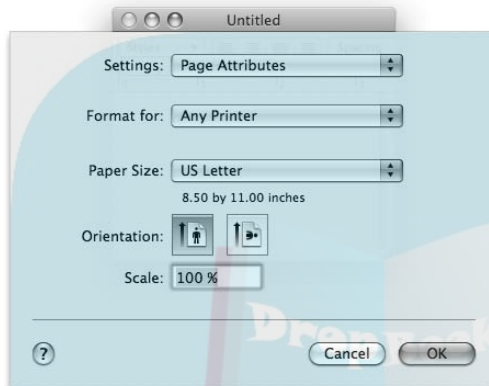 Untitled
Settings: Page Attributes
Format for: Any Printer
Paper Size: US Letter
8.50 by 11.00 inches
Orientation:
Scale: 100 %
? Cancel OK